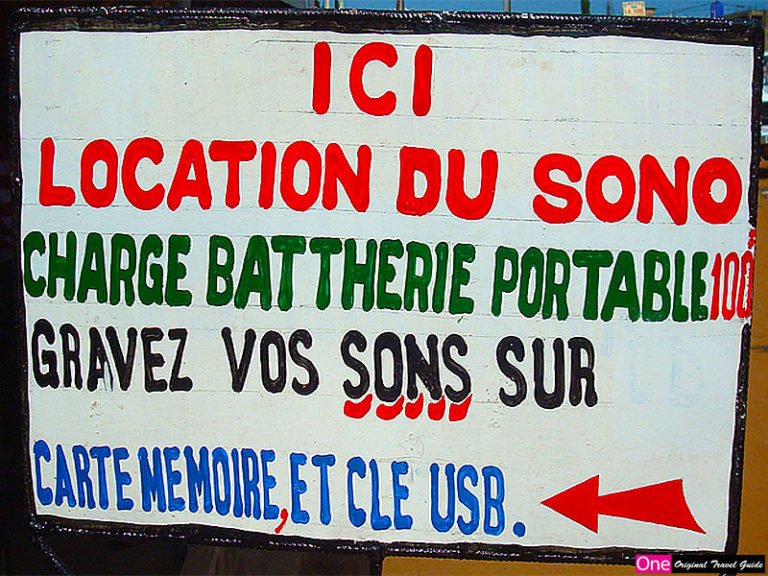 ICI
LOCATION DU SONO
CHARGE BATTHERIE PORTABLE 100
GRAVEZ VOS SONS SUR
CARTE MEMOIRE, ET CLE USB.
One Original Travel Guide